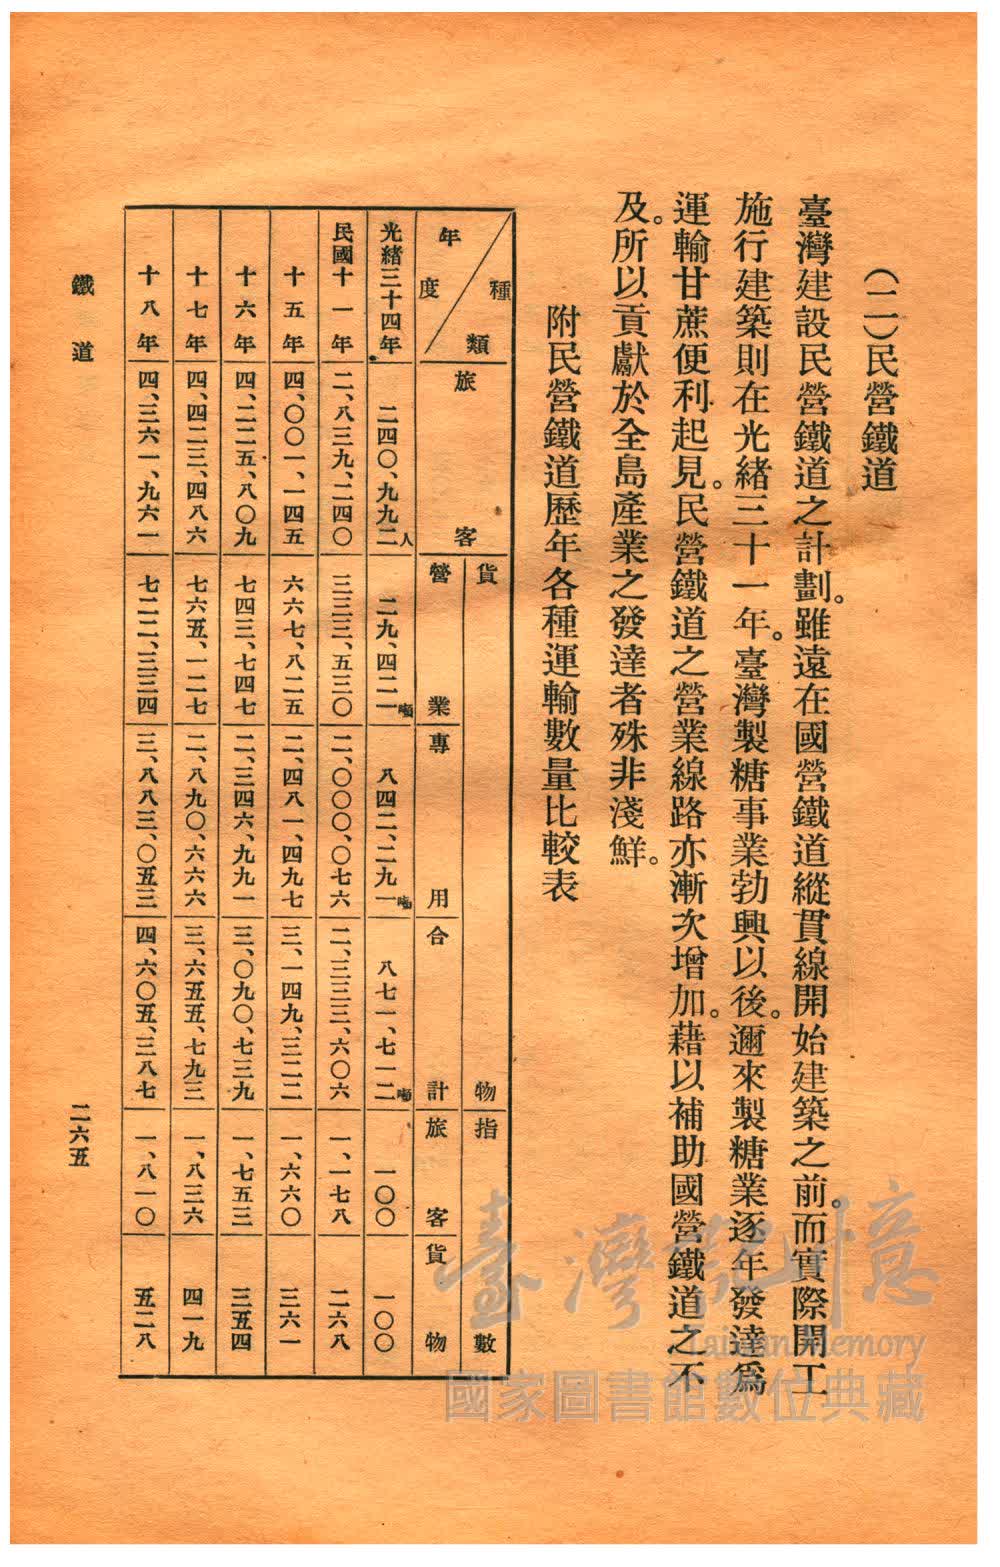 (二)民營鐵道
臺灣建設民營鐵道之計劃。雖遠在國營鐵道縱貫線開始建築之前。而實際開工
施行建築則在光緒三十一年。臺灣製糖事業勃興以後。邇來製糖業逐年發達爲
運輸甘蔗便利起見。民營鐵道之營業線路亦漸次增加。藉以補助國營鐵道之不
及。所以貢獻於全島產業之發達者殊非淺鮮。
附民營鐵道歷年各種運輸數量比較表
種類 年度 旅客 貨物 營業 專用 合計 指數 旅客 貨物
光緒三十四年 二四〇、九九二人 二九、四二一噸 八四二、二九一噸 八七一、七一二噸 一〇〇 一〇〇
民國十一年 二、八三九、二四〇 三三三、五三〇 二、〇〇〇、〇七六 二、三三三、六〇六 一、一七八 二六八
十五年 四、〇〇一、一四五 六六七、八二五 二、四八一、四九七 三、一四九、三二二 一、六六〇 三六一
十六年 四、二二五、八〇九 七四三、七四七 二、三四六、九九一 三、〇九〇、七三九 一、七五三 三五四
十七年 四、四二三、四八六 七六五、一二七 二、八九〇、六六六 三、六五五、七九三 一、八三六 四一九
十八年 四、三六一、九六一 七二二、三三四 三、八八三、〇五三 四、六〇五、三八七 一、八一〇 五二八
鐵道
二六五
臺灣記憶
Taiwan Memory
國家圖書館數位典藏